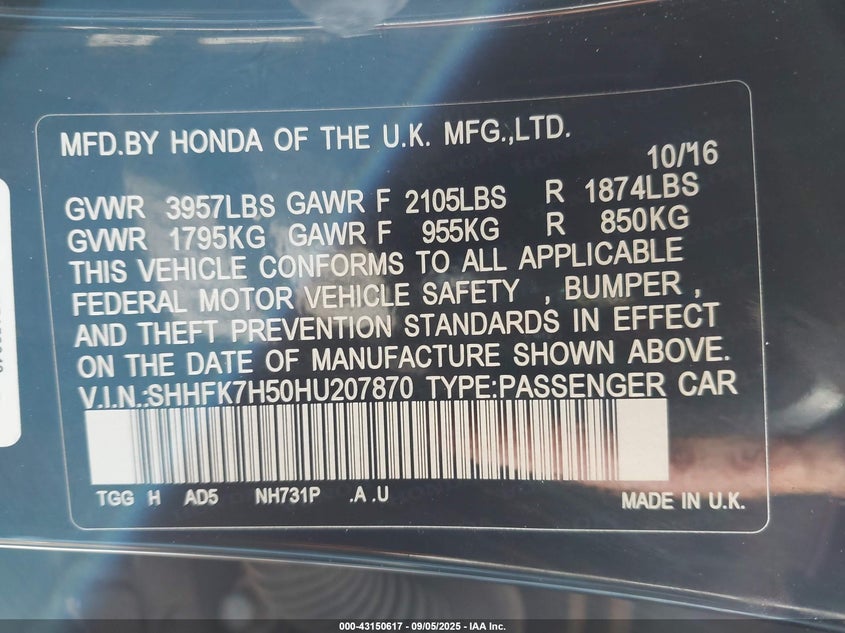 MFD.BY HONDA OF THE U.K. MFG.,LTD.
10/16
GVWR 3957LBS GAWR F 2105LBS R 1874LBS
GVWR 1795KG GAWR F 955KG R 850KG
THIS VEHICLE CONFORMS TO ALL APPLICABLE
FEDERAL MOTOR VEHICLE SAFETY , BUMPER ,
AND THEFT PREVENTION STANDARDS IN EFFECT
ON THE DATE OF MANUFACTURE SHOWN ABOVE.
V.I.N.:SHHFK7H50HU207870 TYPE:PASSENGER CAR
TGG H AD5 NH731P .A .U
MADE IN U.K.
000-43150617 - 09/05/2025 - IAA Inc.